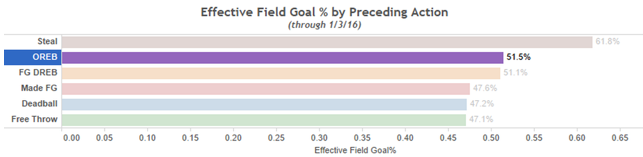 Effective Field Goal % by Preceding Action
(through 1/3/16)
Steal 61.8%
OREB 51.5%
FG DREB 51.1%
Made FG 47.6%
Deadball 47.2%
Free Throw 47.1%
0.00 0.05 0.10 0.15 0.20 0.25 0.30 0.35 0.40 0.45 0.50 0.55 0.60 0.65
Effective Field Goal%